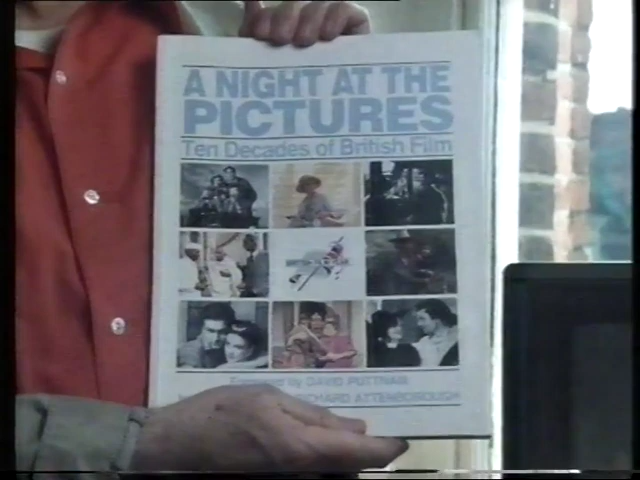 A NIGHT AT THE
PICTURES
Ten Decades of British Film
Foreword by DAVID PUTTNAM
RICHARD ATTENBOROUGH